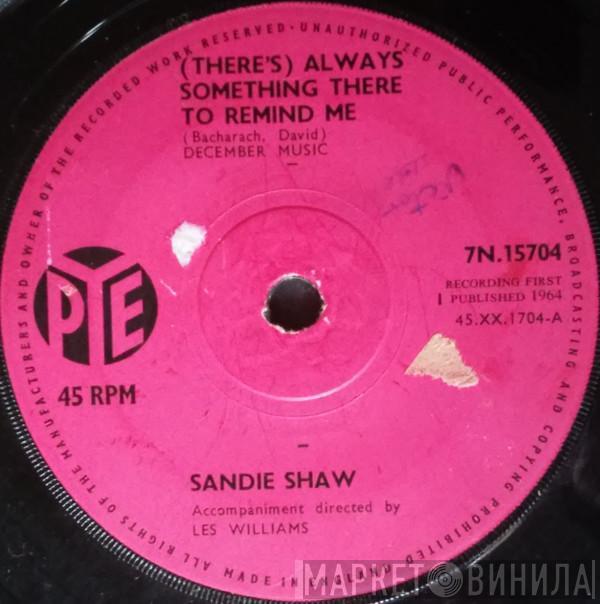 (THERE'S) ALWAYS
SOMETHING THERE
TO REMIND ME
(Bacharach, David)
DECEMBER MUSIC
PYE
45 RPM
7N.15704
RECORDING FIRST
1 PUBLISHED 1964
45.XX.1704-A
SANDIE SHAW
Accompaniment directed by
LES WILLIAMS
ALL RIGHTS OF THE MANUFACTURERS AND OWNER OF THE RECORDED WORK RESERVED · UNAUTHORIZED PUBLIC PERFORMANCE, BROADCASTING AND COPYING PROHIBITED
MADE IN ENGLAND
Victor
МАРКЕТ ВИНИЛА